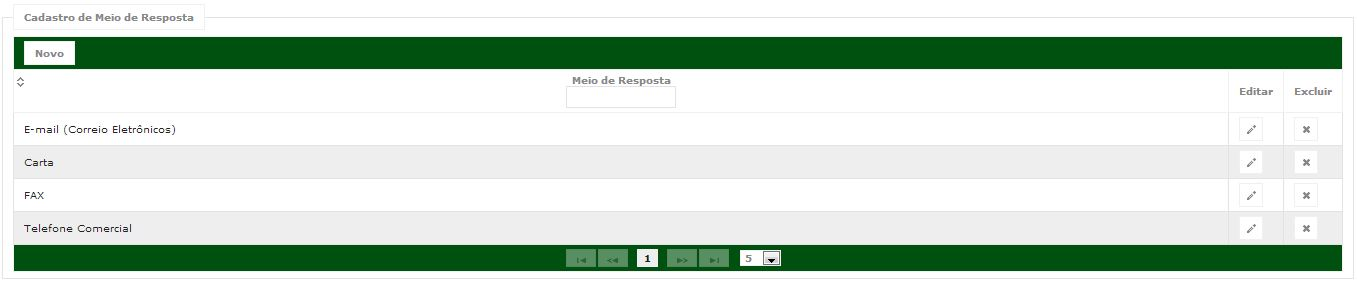 Cadastro de Meio de Resposta
Novo
Meio de Resposta
Editar
Excluir
E-mail (Correio Eletrônicos)
Carta
FAX
Telefone Comercial
1
5